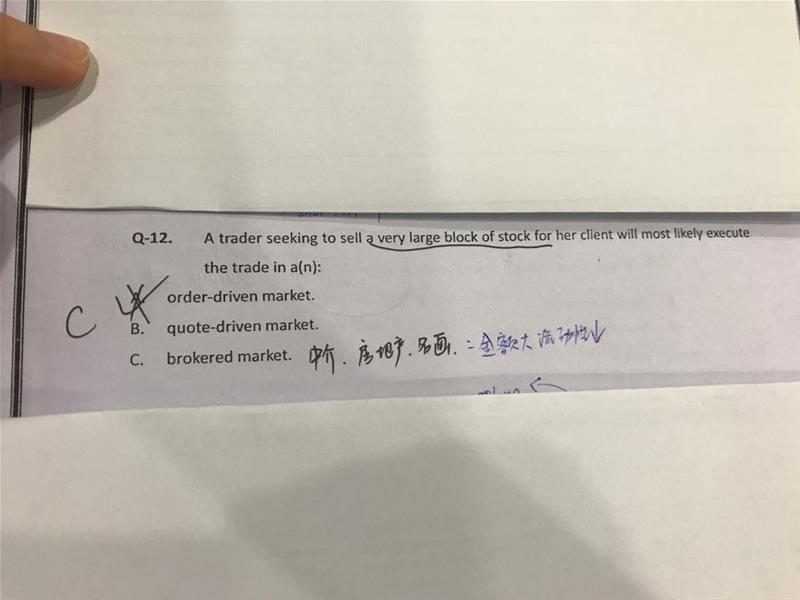 Q-12. A trader seeking to sell a very large block of stock for her client will most likely execute
the trade in a(n):
order-driven market.
C
B. quote-driven market.
C. brokered market. 中介、房地产、名画、= 金额大 流动性↓